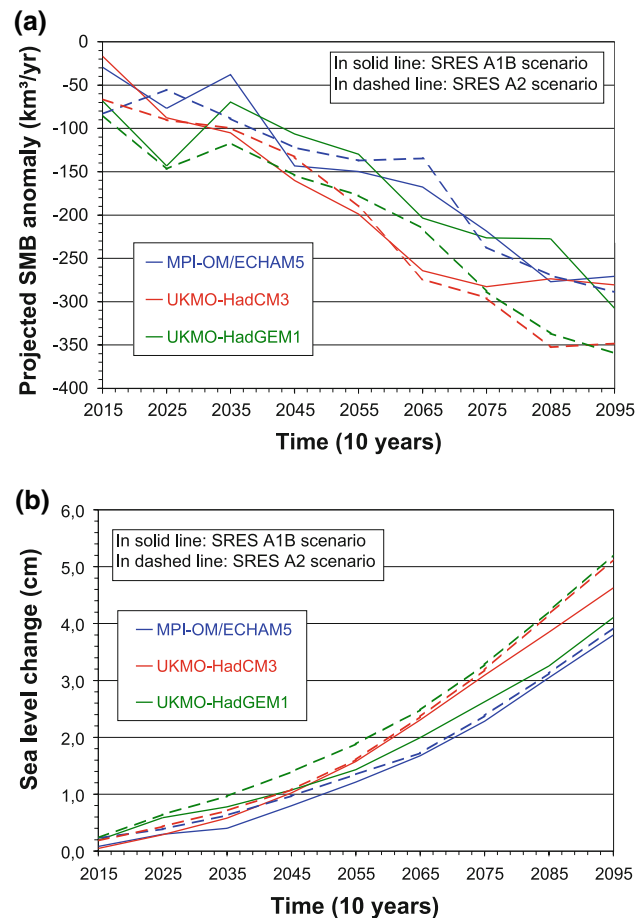 (a)
Projected SMB anomaly (km³/yr)
0
-50
-100
-150
-200
-250
-300
-350
-400
In solid line: SRES A1B scenario
In dashed line: SRES A2 scenario
MPI-OM/ECHAM5
UKMO-HadCM3
UKMO-HadGEM1
2015 2025 2035 2045 2055 2065 2075 2085 2095
Time (10 years)
(b)
Sea level change (cm)
6,0
5,0
4,0
3,0
2,0
1,0
0,0
In solid line: SRES A1B scenario
In dashed line: SRES A2 scenario
MPI-OM/ECHAM5
UKMO-HadCM3
UKMO-HadGEM1
2015 2025 2035 2045 2055 2065 2075 2085 2095
Time (10 years)